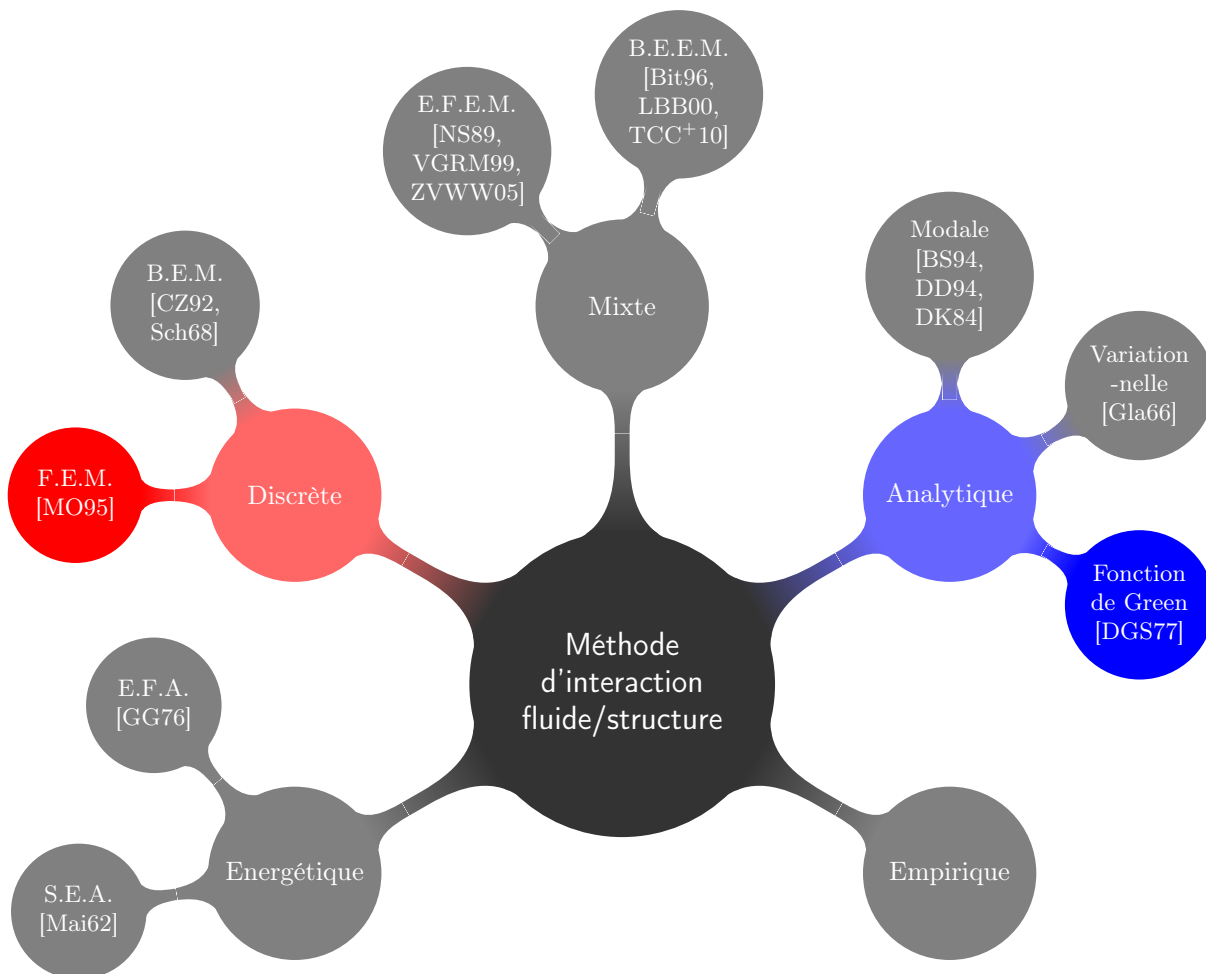 B.E.E.M.
[Bit96,
LBB00,
TCC+10]
E.F.E.M.
[NS89,
VGRM99,
ZVWW05]
Mixte
Modale
[BS94,
DD94,
DK84]
Variation
-nelle
[Gla66]
Analytique
Fonction
de Green
[DGS77]
B.E.M.
[CZ92,
Sch68]
F.E.M.
[MO95]
Discrète
Méthode
d'interaction
fluide/structure
E.F.A.
[GG76]
S.E.A.
[Mai62]
Energétique
Empirique